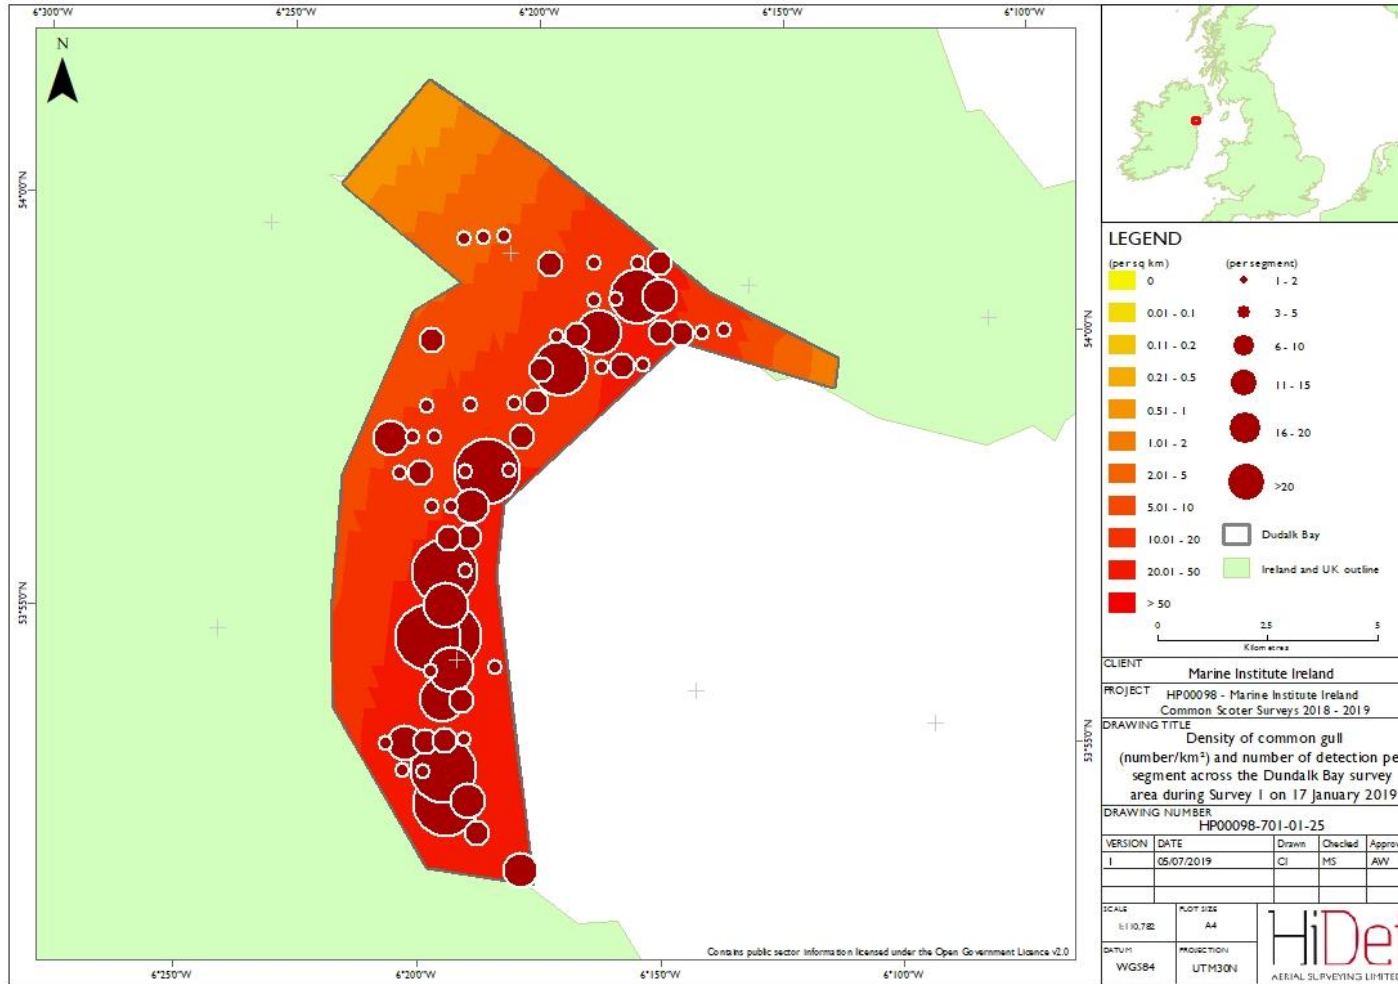 6°30'0"W 6°25'0"W 6°20'0"W 6°15'0"W 6°10'0"W
N
54°0'0"N
54°0'0"N
53°55'0"N
53°55'0"N
Contains public sector information licensed under the Open Government Licence v2.0
6°25'0"W 6°20'0"W 6°15'0"W 6°10'0"W
LEGEND
(per sq km) (per segment)
0 1 - 2
0.01 - 0.1 3 - 5
0.11 - 0.2 6 - 10
0.21 - 0.5 11 - 15
0.51 - 1 16 - 20
1.01 - 2 >20
2.01 - 5
5.01 - 10
10.01 - 20 Dudalk Bay
20.01 - 50 Ireland and UK outline
> 50
0 2.5 5
Kilometres
CLIENT
Marine Institute Ireland
PROJECT
HP00098 - Marine Institute Ireland
Common Scoter Surveys 2018 - 2019
DRAWING TITLE
Density of common gull
(number/km²) and number of detection pe
segment across the Dundalk Bay survey
area during Survey 1 on 17 January 2019
DRAWING NUMBER
HP00098-701-01-25
VERSION DATE Drawn Checked Approv
1 05/07/2019 CI MS AW
SCALE PLOT SIZE
1:110,782 A4
DATUM PROJECTION
WGS84 UTM30N
HiDef
AERIAL SURVEYING LIMITED